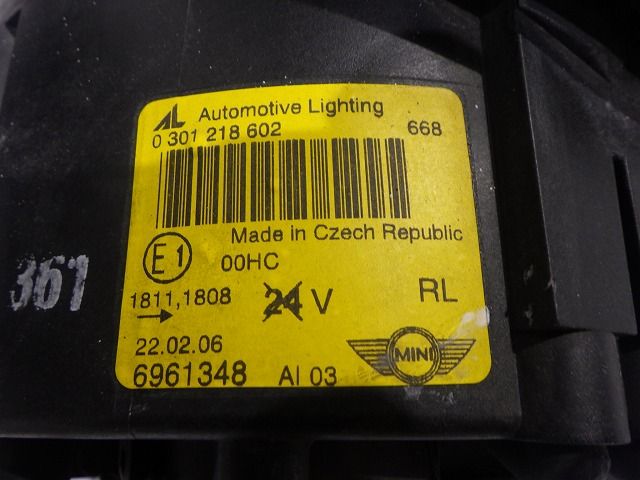 AL Automotive Lighting
0 301 218 602 668
Made in Czech Republic
E1 00HC
361
1811,1808 24 V RL
→
22.02.06 MINI
6961348 AI 03